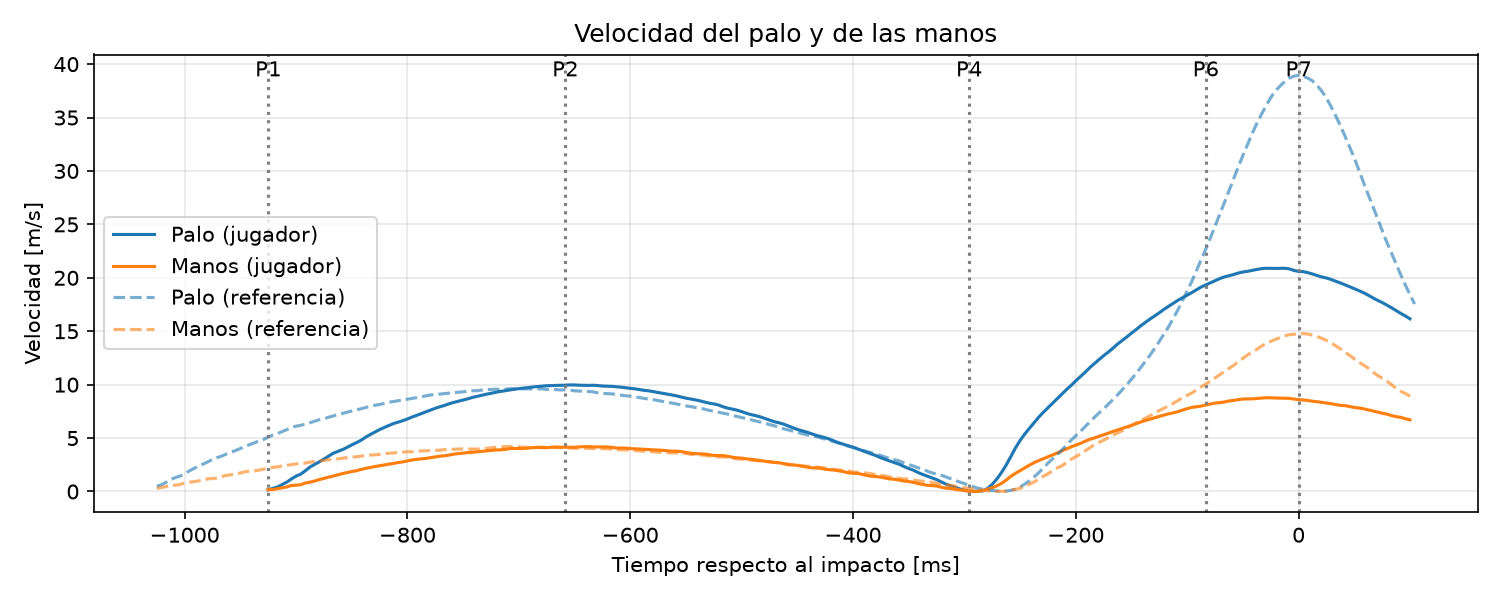 Velocidad del palo y de las manos
P1 P2 P4 P6 P7
40
35
30
25
20
15
10
5
0
Velocidad [m/s]
Palo (jugador)
Manos (jugador)
Palo (referencia)
Manos (referencia)
−1000 −800 −600 −400 −200 0
Tiempo respecto al impacto [ms]